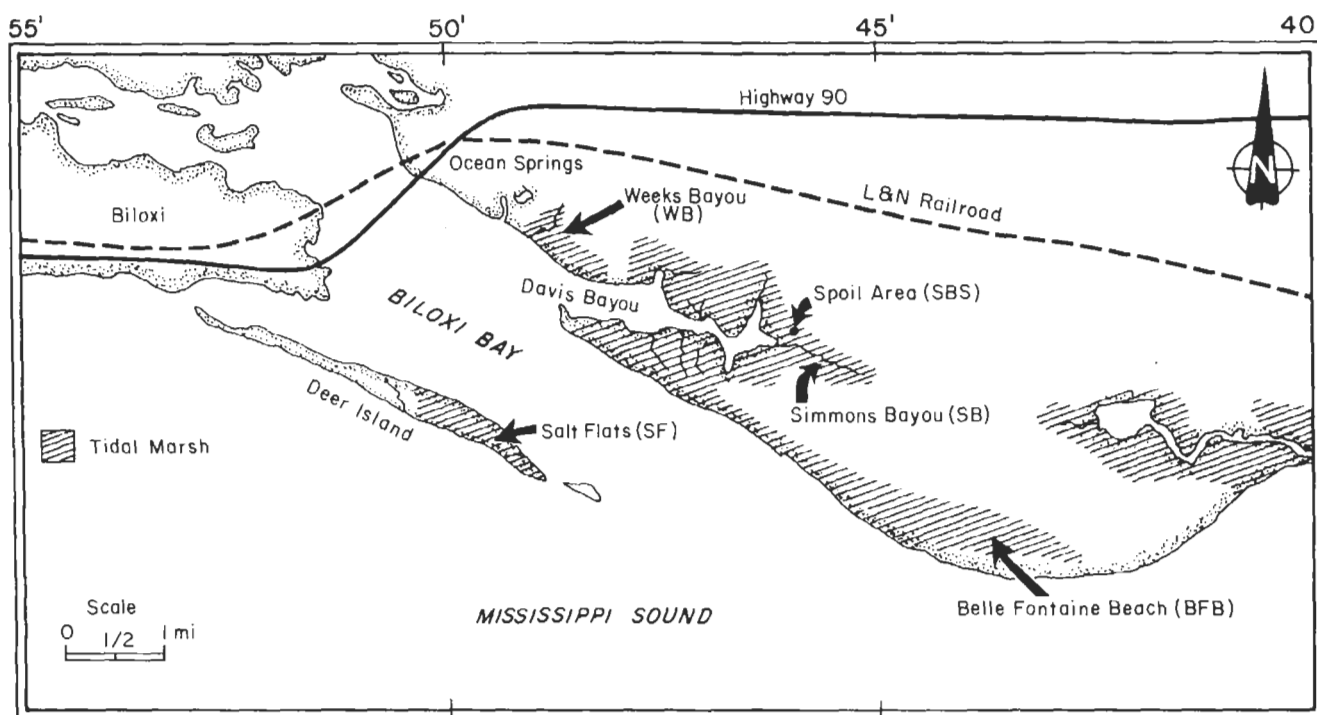 55'
50'
45'
40
Highway 90
N
Ocean Springs
L&N Railroad
Weeks Bayou
(WB)
Biloxi
Davis Bayou
Spoil Area (SBS)
BILOXI BAY
Deer Island
Simmons Bayou (SB)
Salt Flats (SF)
Tidal Marsh
Belle Fontaine Beach (BFB)
Scale
0 1/2 1 mi
MISSISSIPPI SOUND